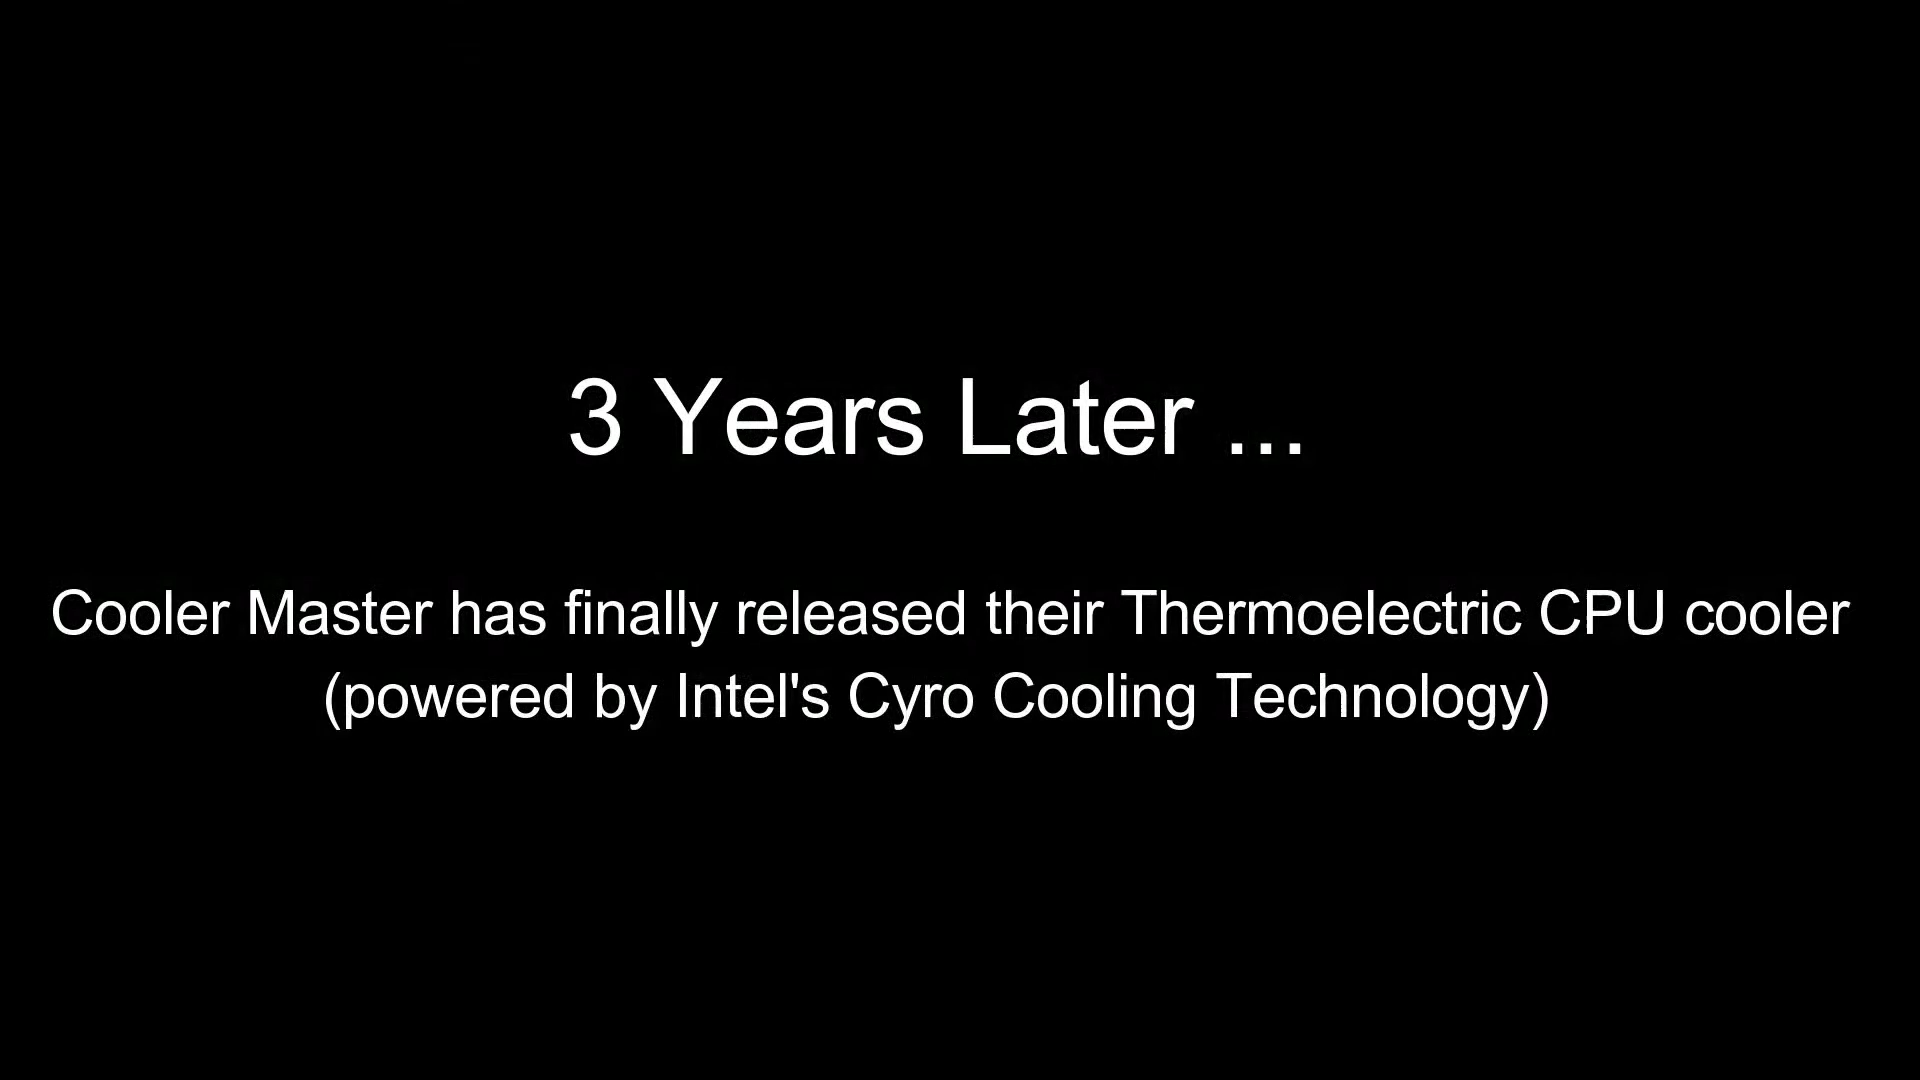 3 Years Later ...
Cooler Master has finally released their Thermoelectric CPU cooler
(powered by Intel's Cyro Cooling Technology)